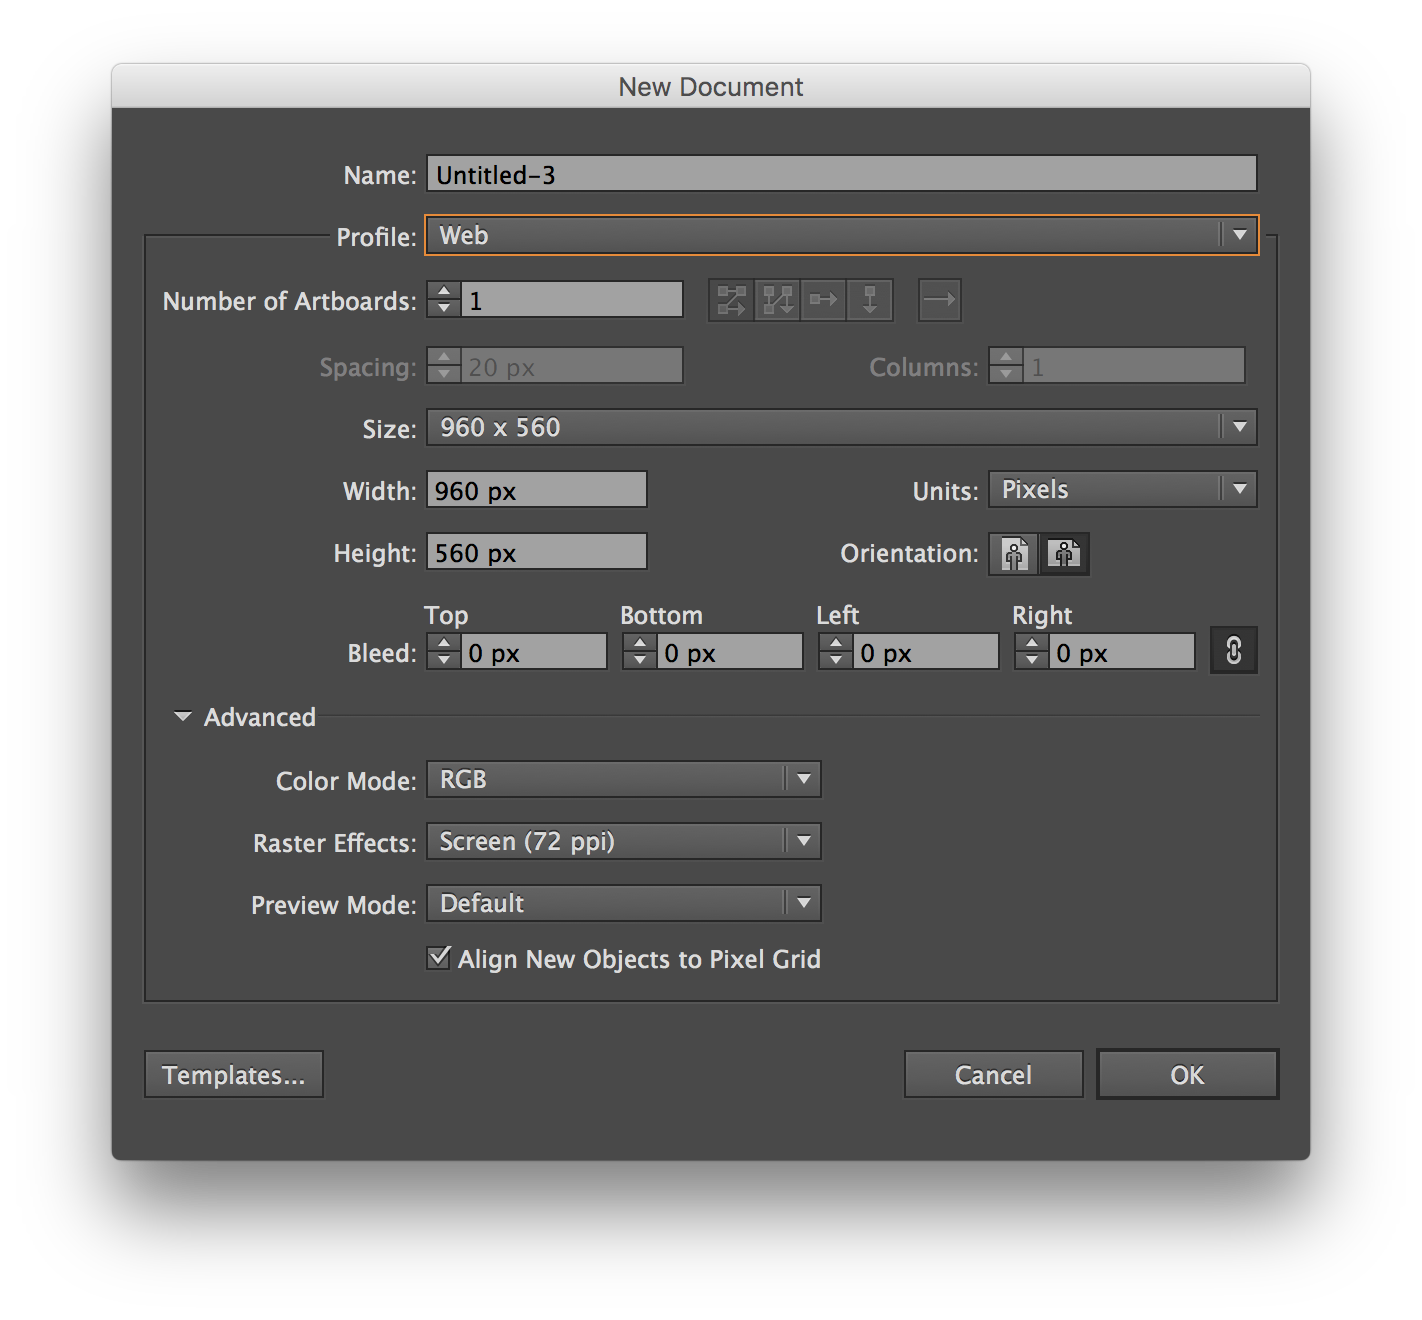 New Document
Name: Untitled-3
Profile: Web
Number of Artboards: 1
Spacing: 20 px Columns: 1
Size: 960 x 560
Width: 960 px Units: Pixels
Height: 560 px Orientation:
Top Bottom Left Right
Bleed: 0 px 0 px 0 px 0 px
Advanced
Color Mode: RGB
Raster Effects: Screen (72 ppi)
Preview Mode: Default
Align New Objects to Pixel Grid
Templates... Cancel OK